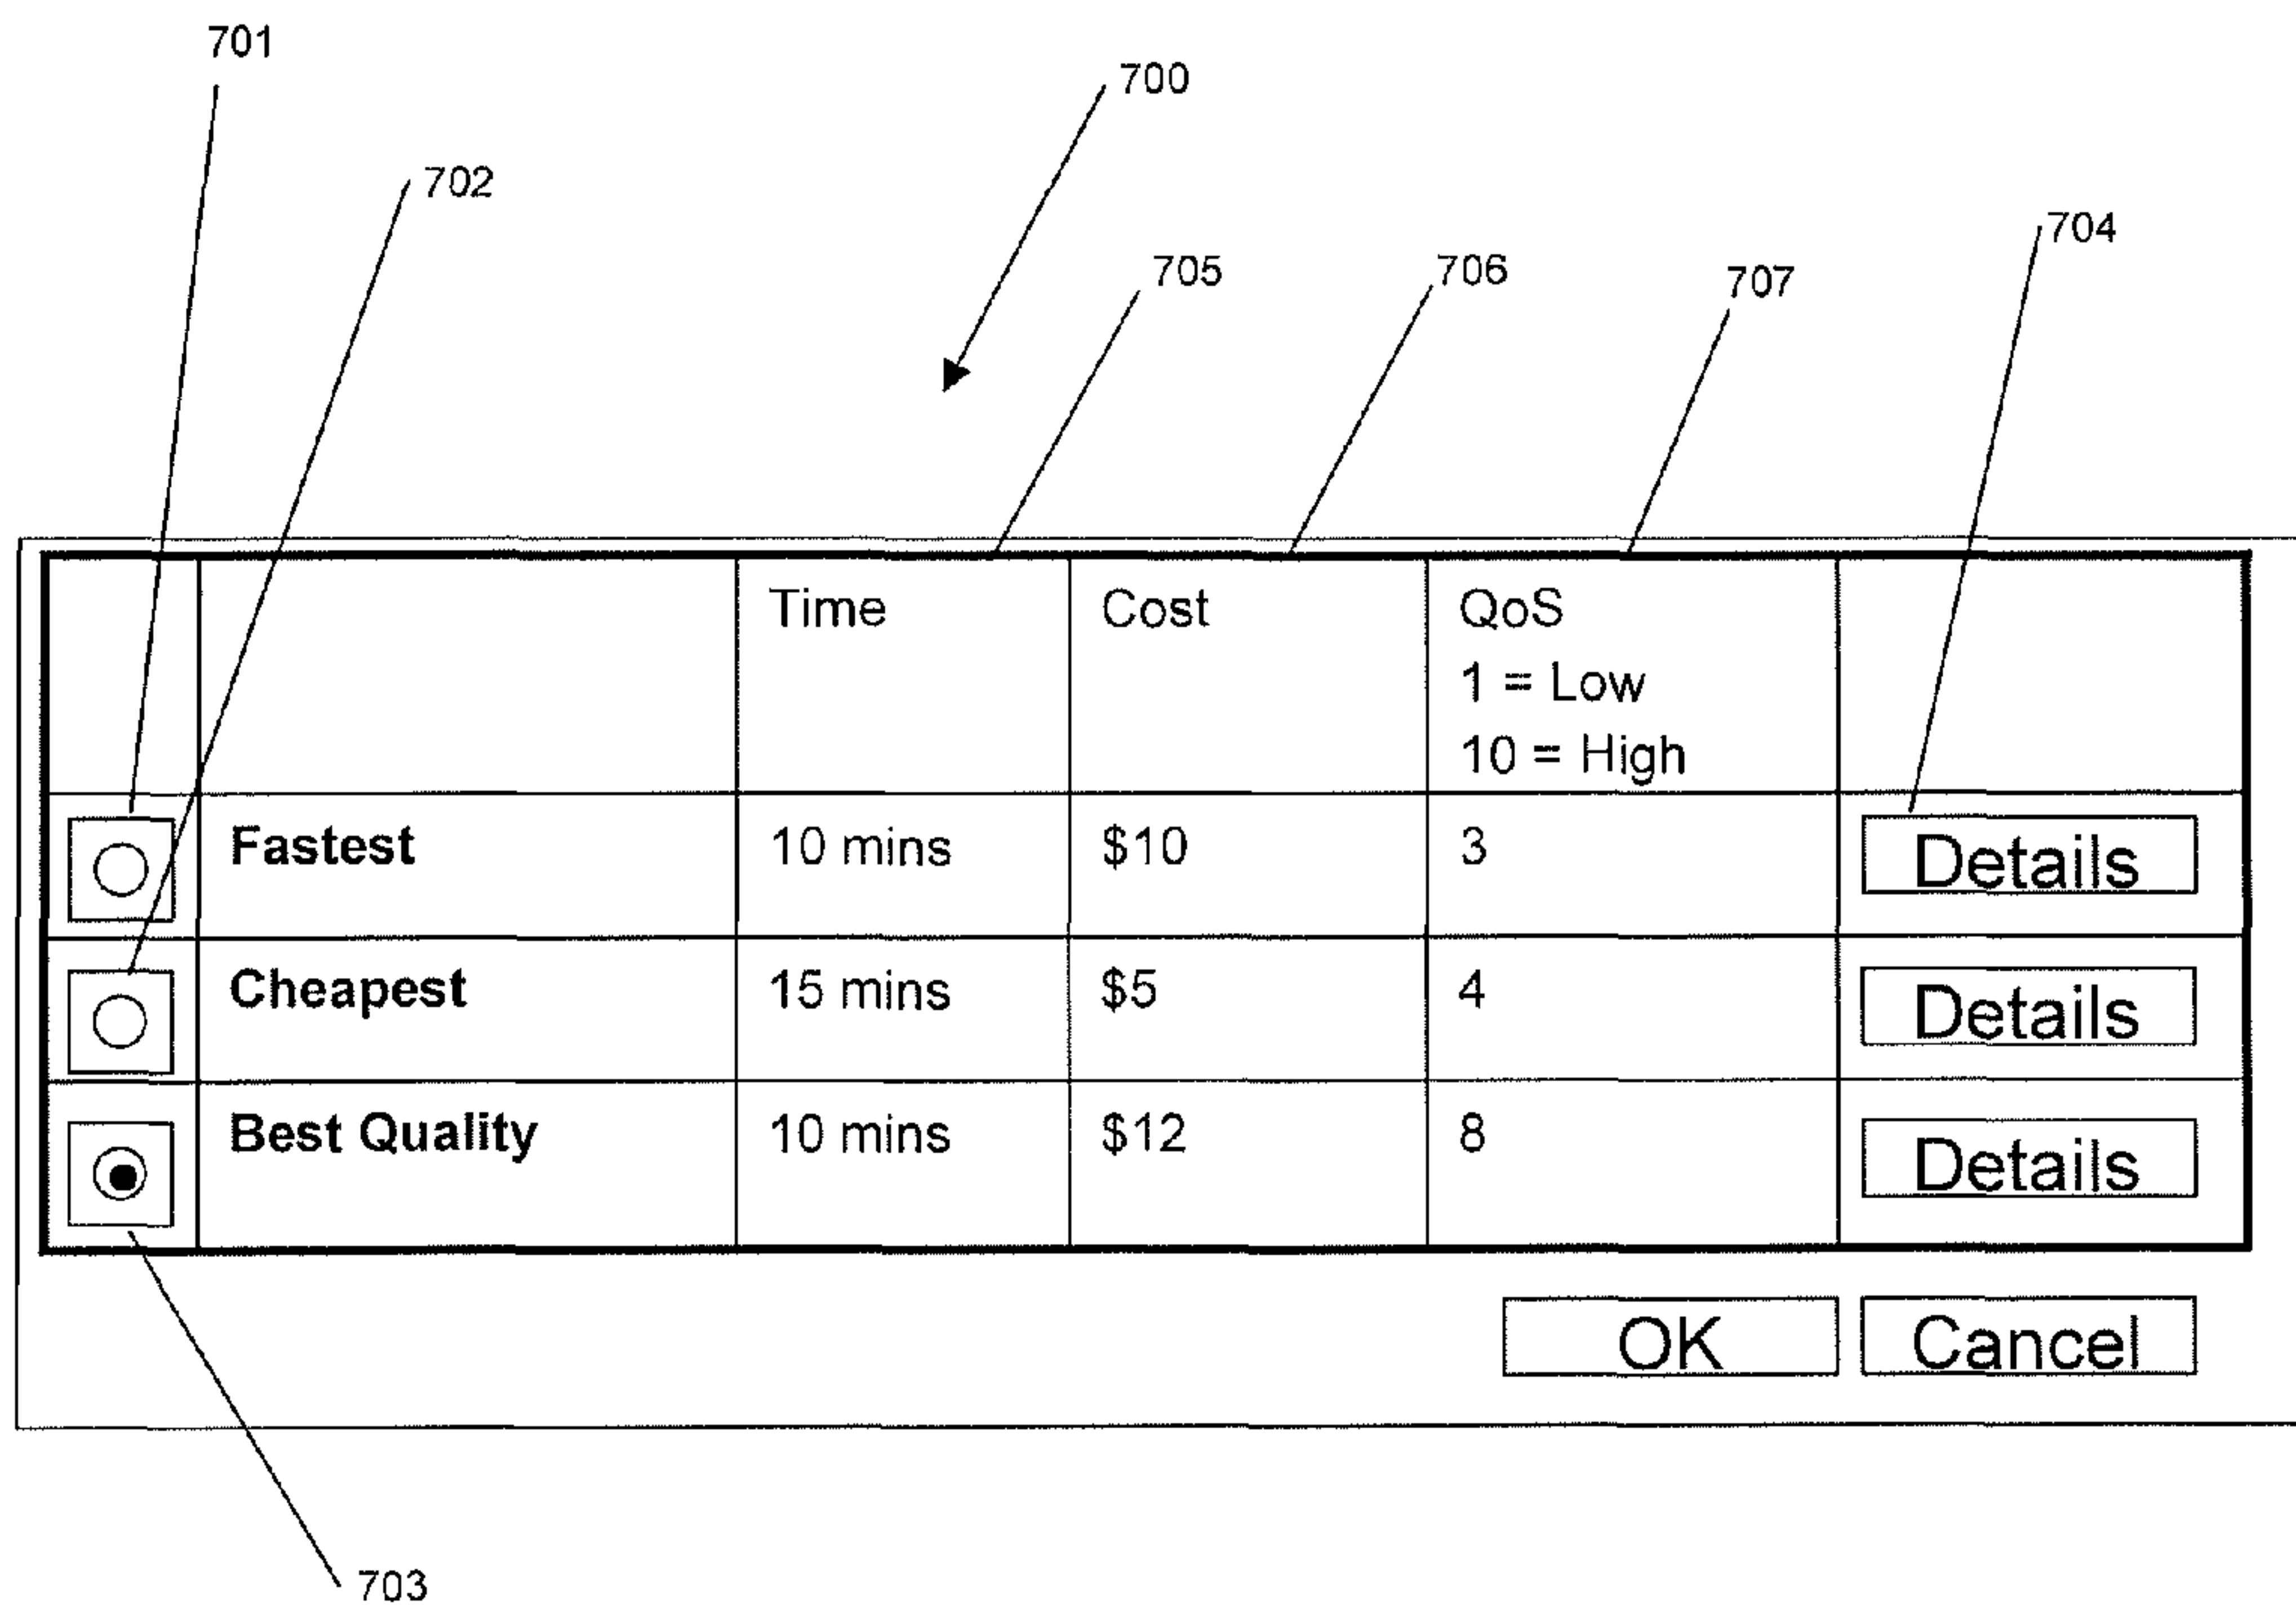 701
700
702
704
705
706
707
Time
Cost
QoS
1 = Low
10 = High
Fastest
10 mins
$10
3
Details
Cheapest
15 mins
$5
4
Details
Best Quality
10 mins
$12
8
Details
OK
Cancel
703